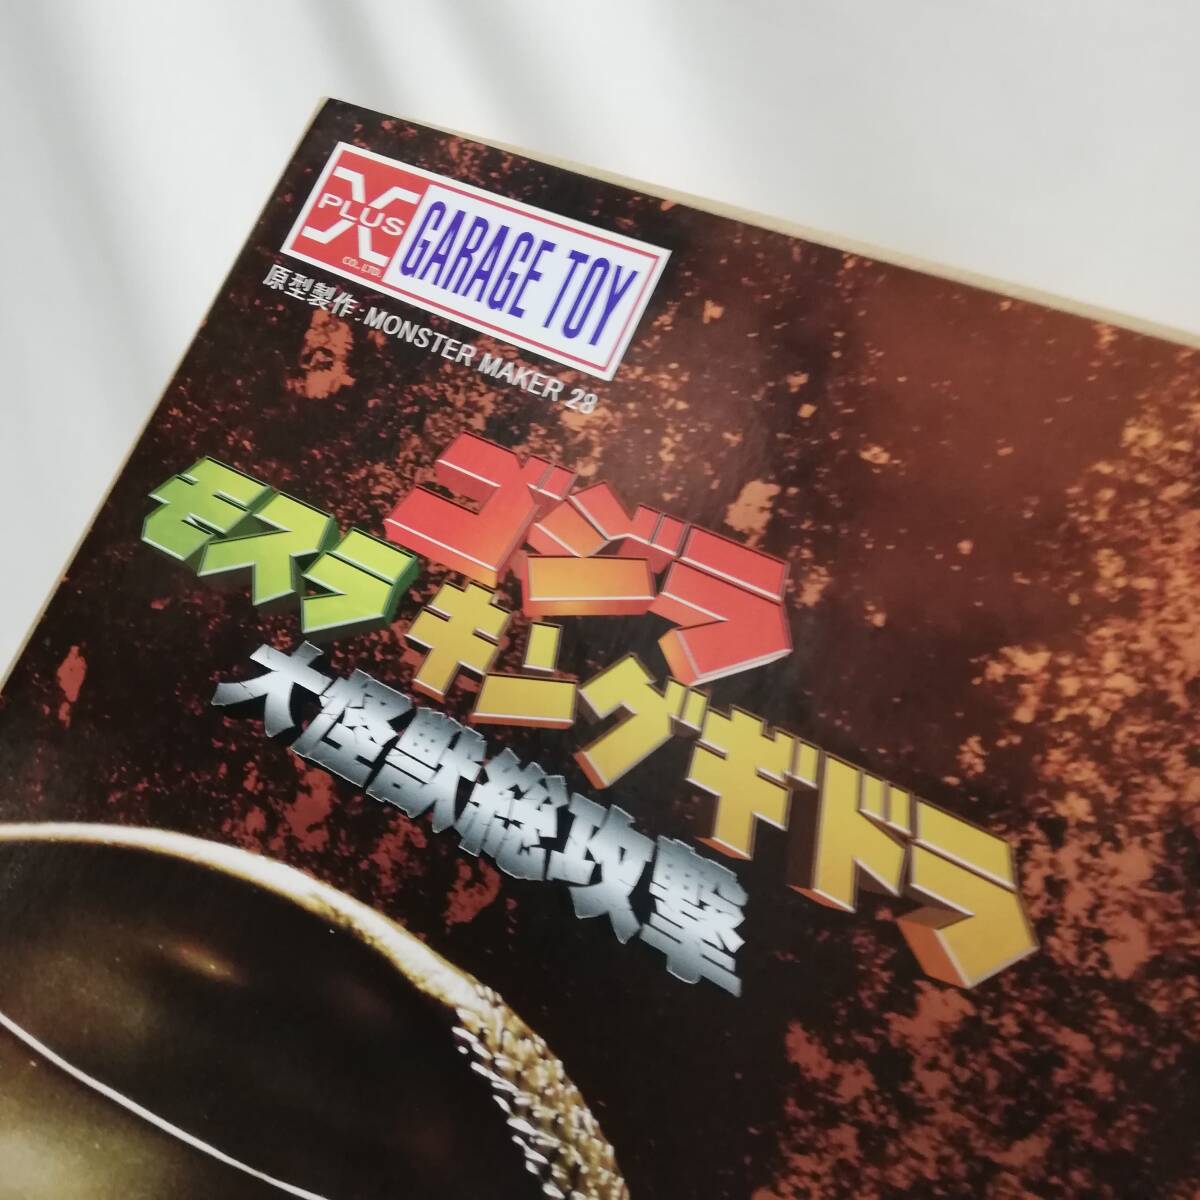 X PLUS
CO., LTD.
GARAGE TOY
原型製作:MONSTER MAKER 28
ゴジラ
モスラ キングギドラ
大怪獣総攻撃